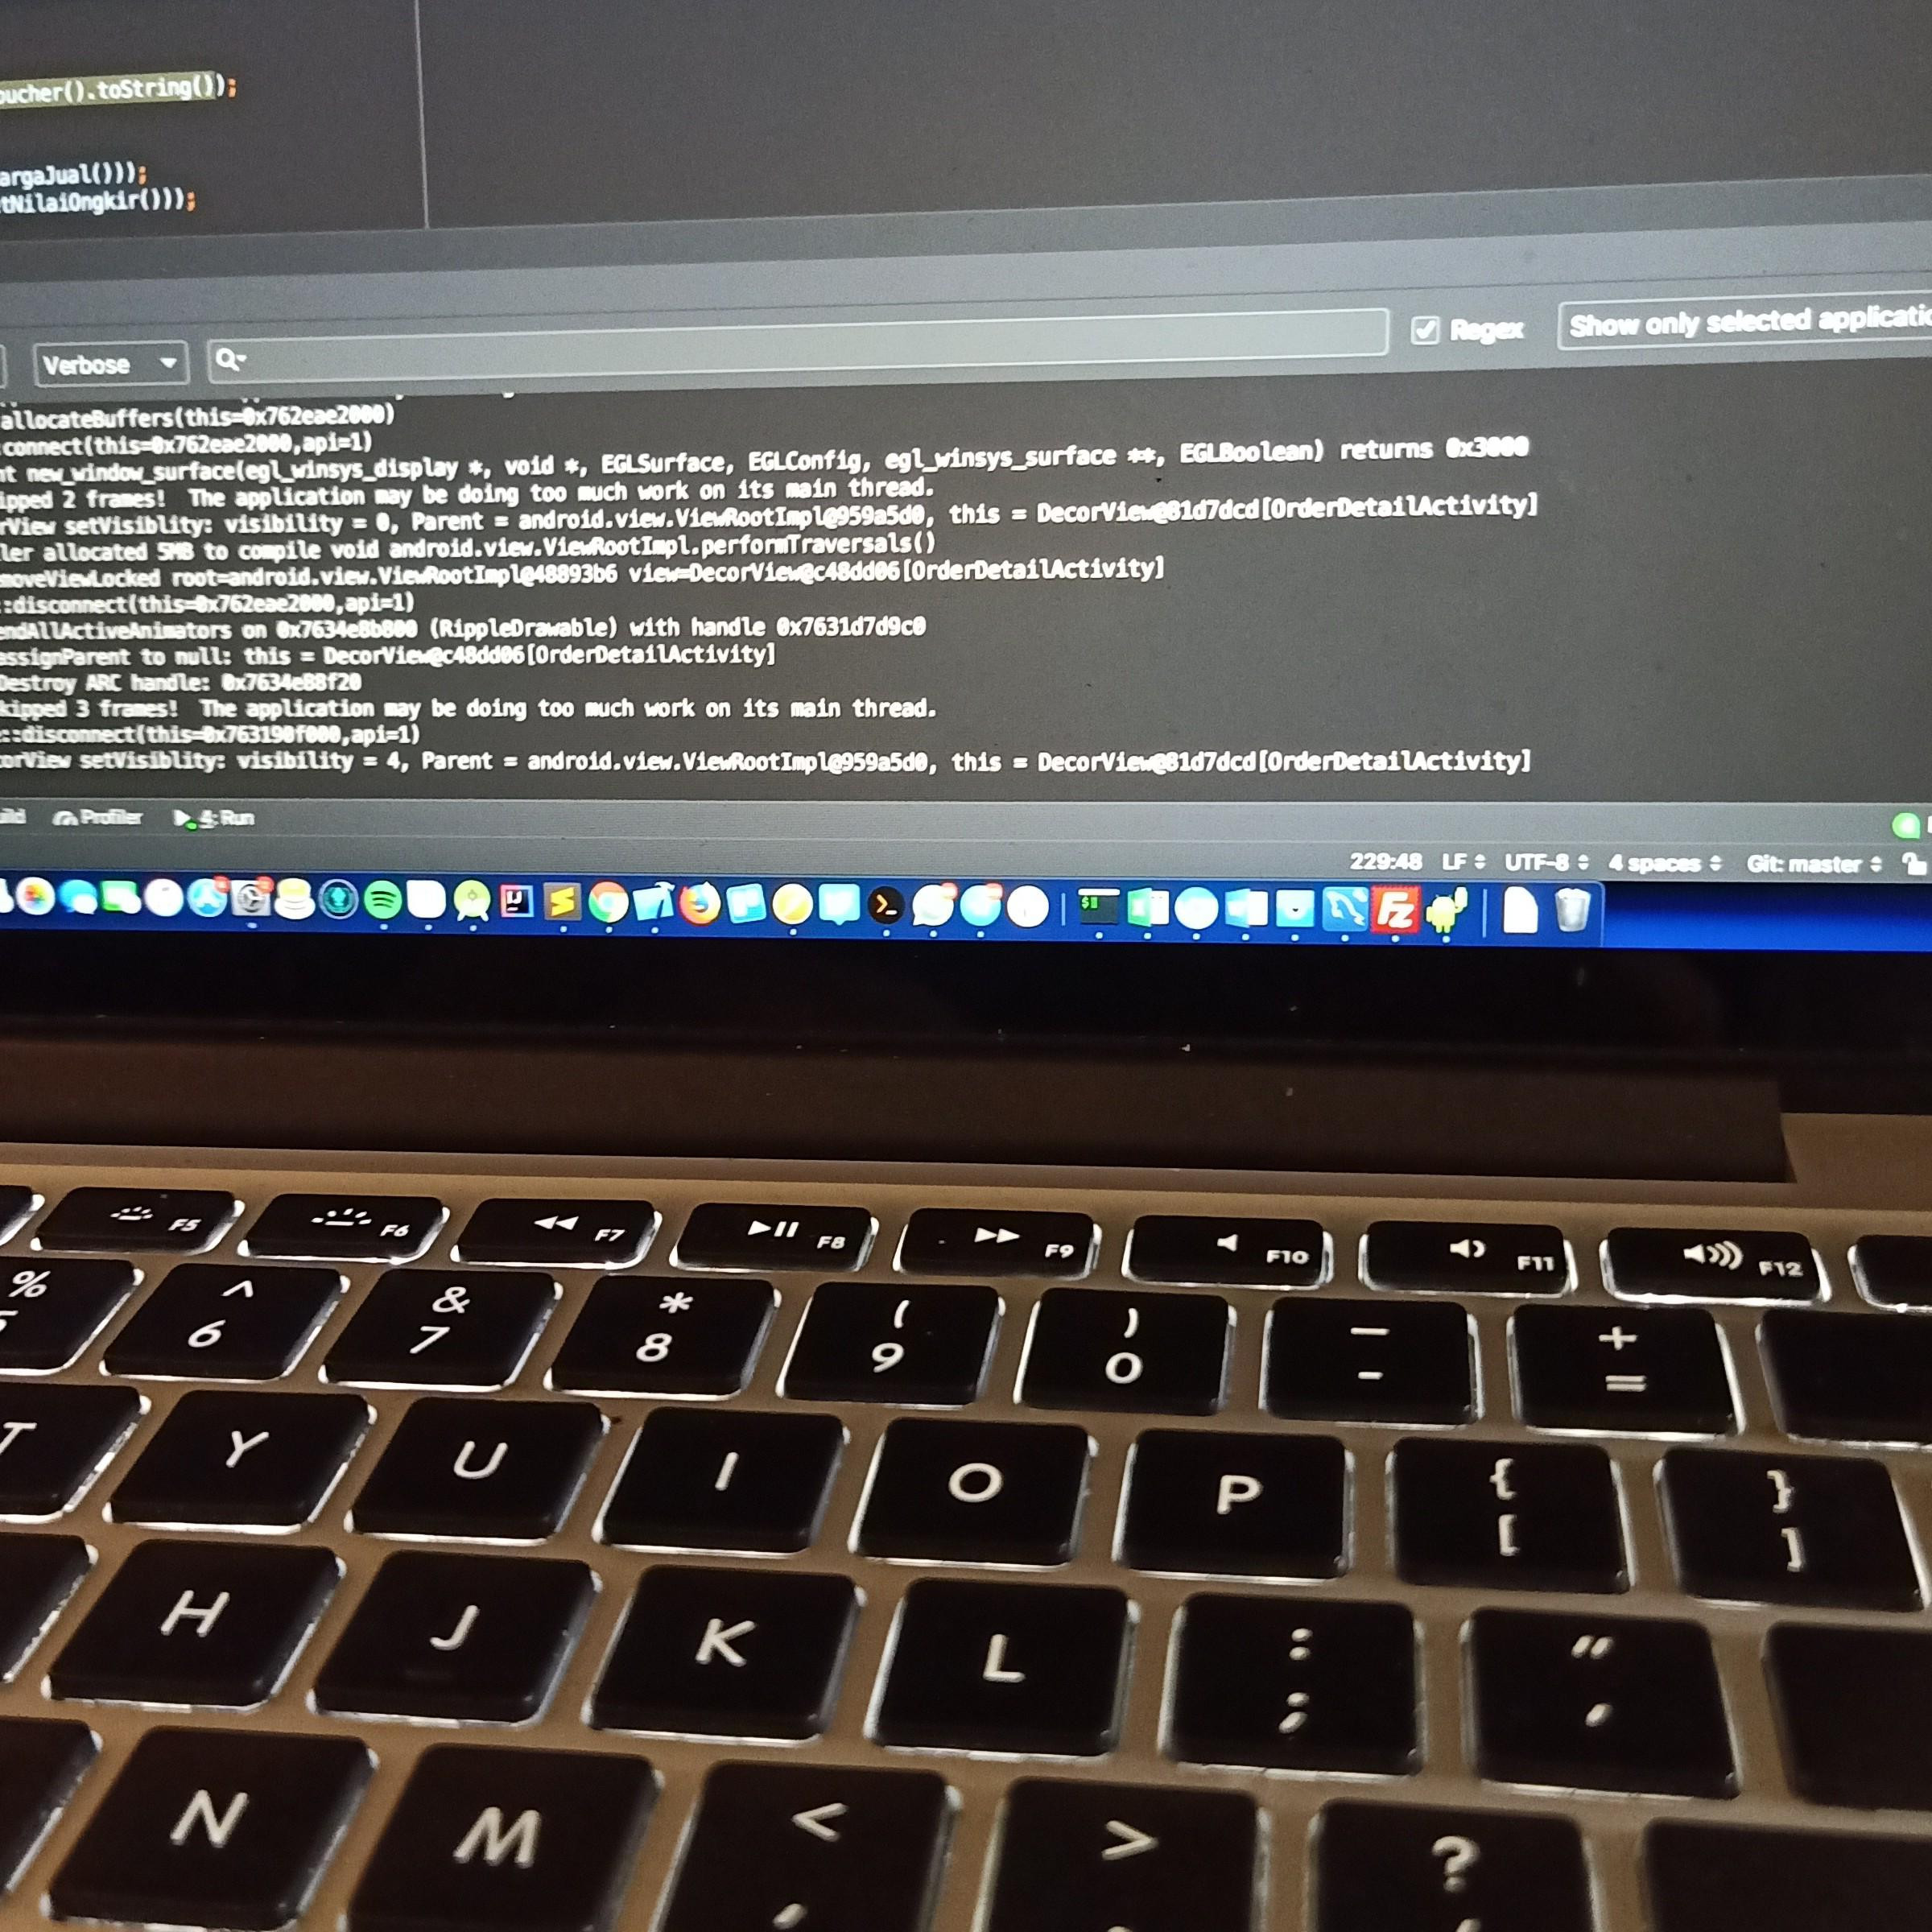 oucher().toString());
argaJual()));
tNilaiOngkir()));
Verbose
Regex
Show only selected applicatio
allocateBuffers(this=0x762eae2000)
:connect(this=0x762eae2000,api=1)
nt new_window_surface(egl_winsys_display *, void *, EGLSurface, EGLConfig, egl_winsys_surface **, EGLBoolean) returns 0x3000
ipped 2 frames!  The application may be doing too much work on its main thread.
rView setVisiblity: visibility = 0, Parent = android.view.ViewRootImpl@959a5d0, this = DecorView@81d7dcd[OrderDetailActivity]
ler allocated 5MB to compile void android.view.ViewRootImpl.performTraversals()
moveViewLocked root=android.view.ViewRootImpl@48893b6 view=DecorView@c48dd06[OrderDetailActivity]
::disconnect(this=0x762eae2000,api=1)
endAllActiveAnimators on 0x7634e8b800 (RippleDrawable) with handle 0x7631d7d9c0
assignParent to null: this = DecorView@c48dd06[OrderDetailActivity]
Destroy ARC handle: 0x7634e88f20
kipped 3 frames!  The application may be doing too much work on its main thread.
::disconnect(this=0x763190f000,api=1)
orView setVisiblity: visibility = 4, Parent = android.view.ViewRootImpl@959a5d0, this = DecorView@81d7dcd[OrderDetailActivity]
uild Profiler 4: Run
229:48 LF UTF-8 4 spaces Git: master
IJ S >_ $ Fz
F5 F6 F7 F8 F9 F10 F11 F12
% ^ & * ( ) — +
5 6 7 8 9 0 - =
T Y U I O P { }
[ ]
H J K L : "
; '
N M < > ?
, . /